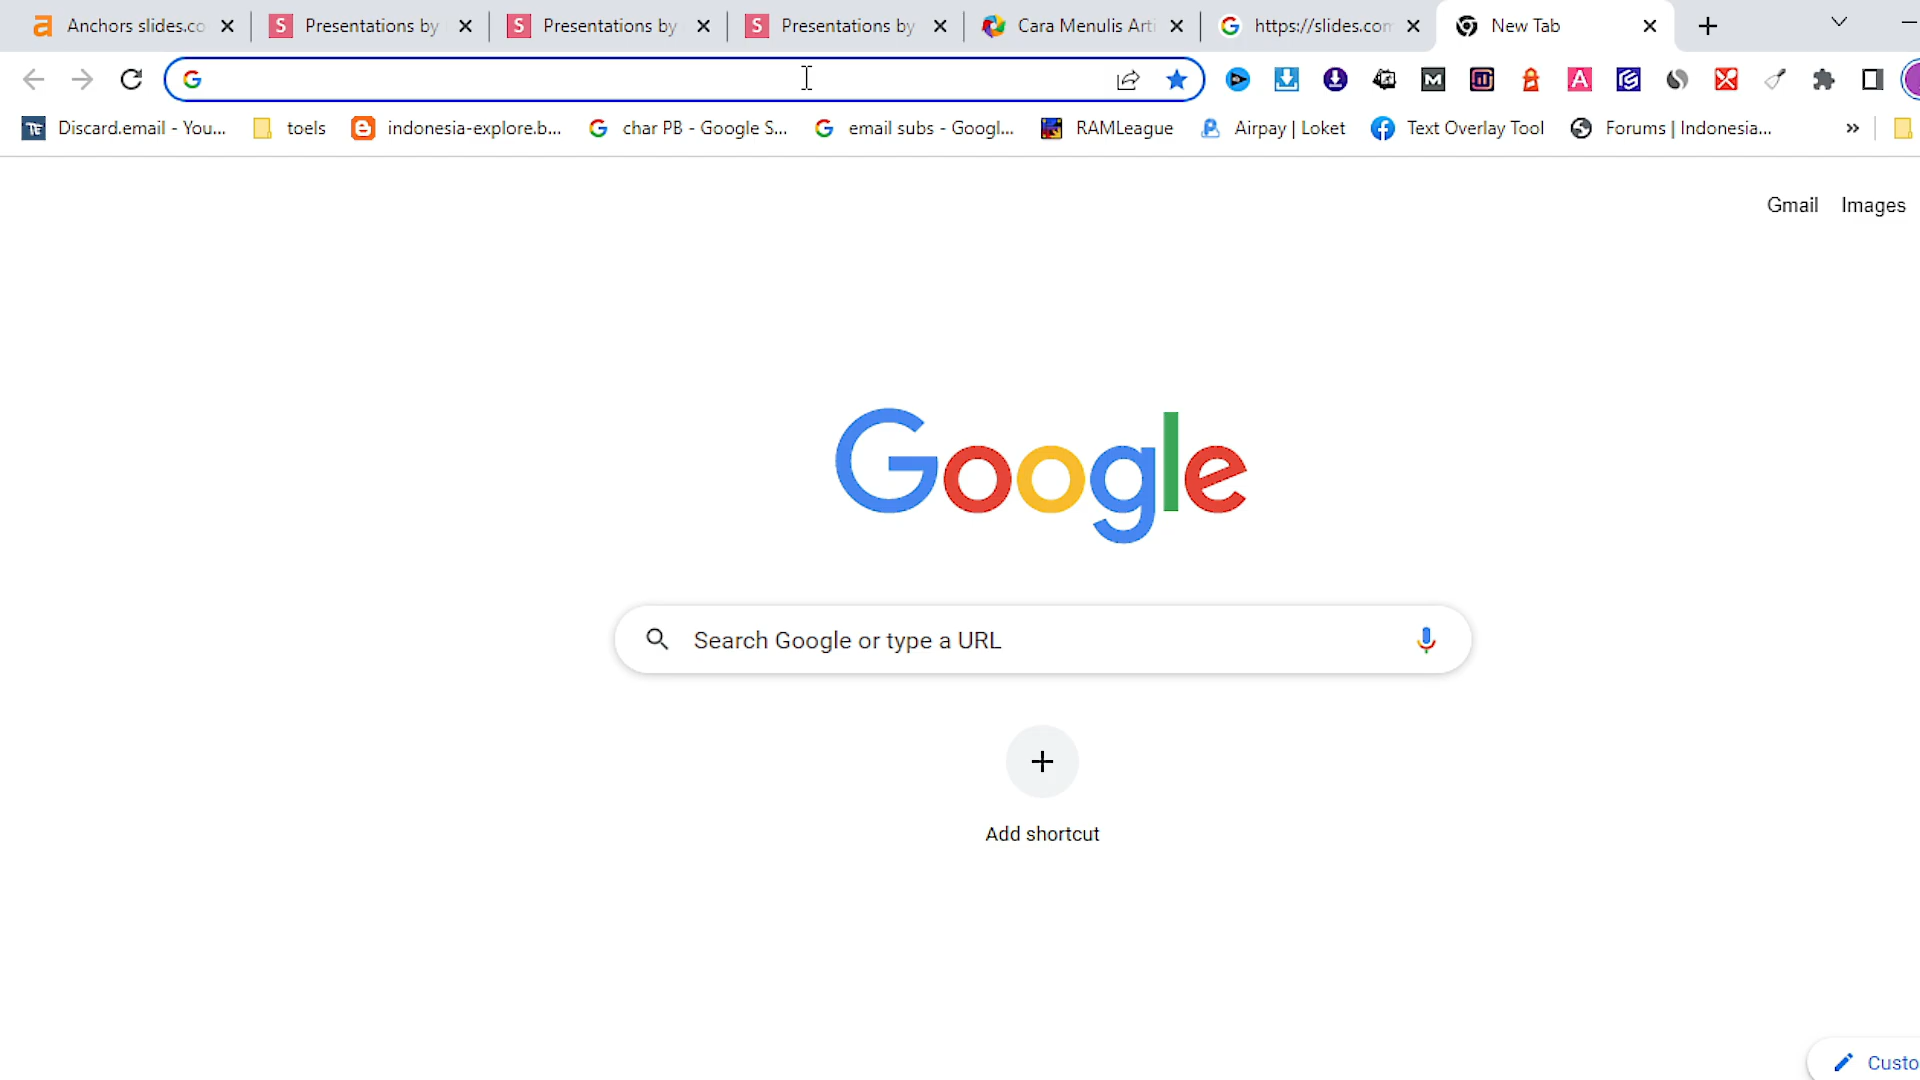 Anchors slides.co
Presentations by
Presentations by
Presentations by
Cara Menulis Arti
https://slides.com
New Tab
Discard.email - You...
toels
indonesia-explore.b...
char PB - Google S...
email subs - Googl...
RAMLeague
Airpay | Loket
Text Overlay Tool
Forums | Indonesia...
Gmail
Images
Google
Search Google or type a URL
Add shortcut
Custo